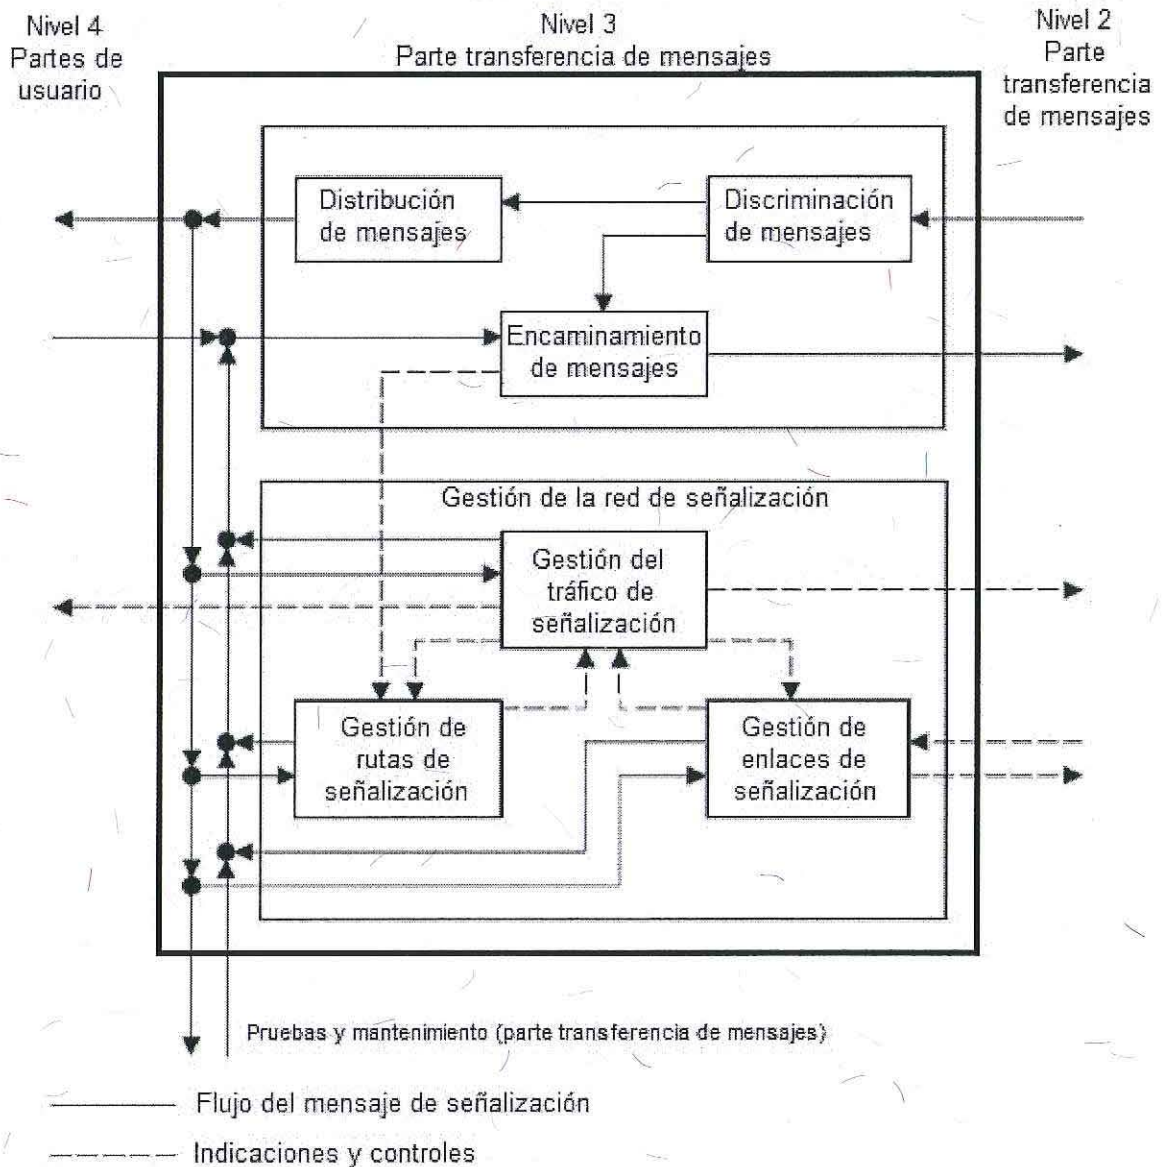 Nivel 4
Partes de
usuario
Nivel 3
Parte transferencia de mensajes
Nivel 2
Parte
transferencia
de mensajes
Distribución
de mensajes
Discriminación
de mensajes
Encaminamiento
de mensajes
Gestión de la red de señalización
Gestión del
tráfico de
señalización
Gestión de
rutas de
señalización
Gestión de
enlaces de
señalización
Pruebas y mantenimiento (parte transferencia de mensajes)
Flujo del mensaje de señalización
Indicaciones y controles